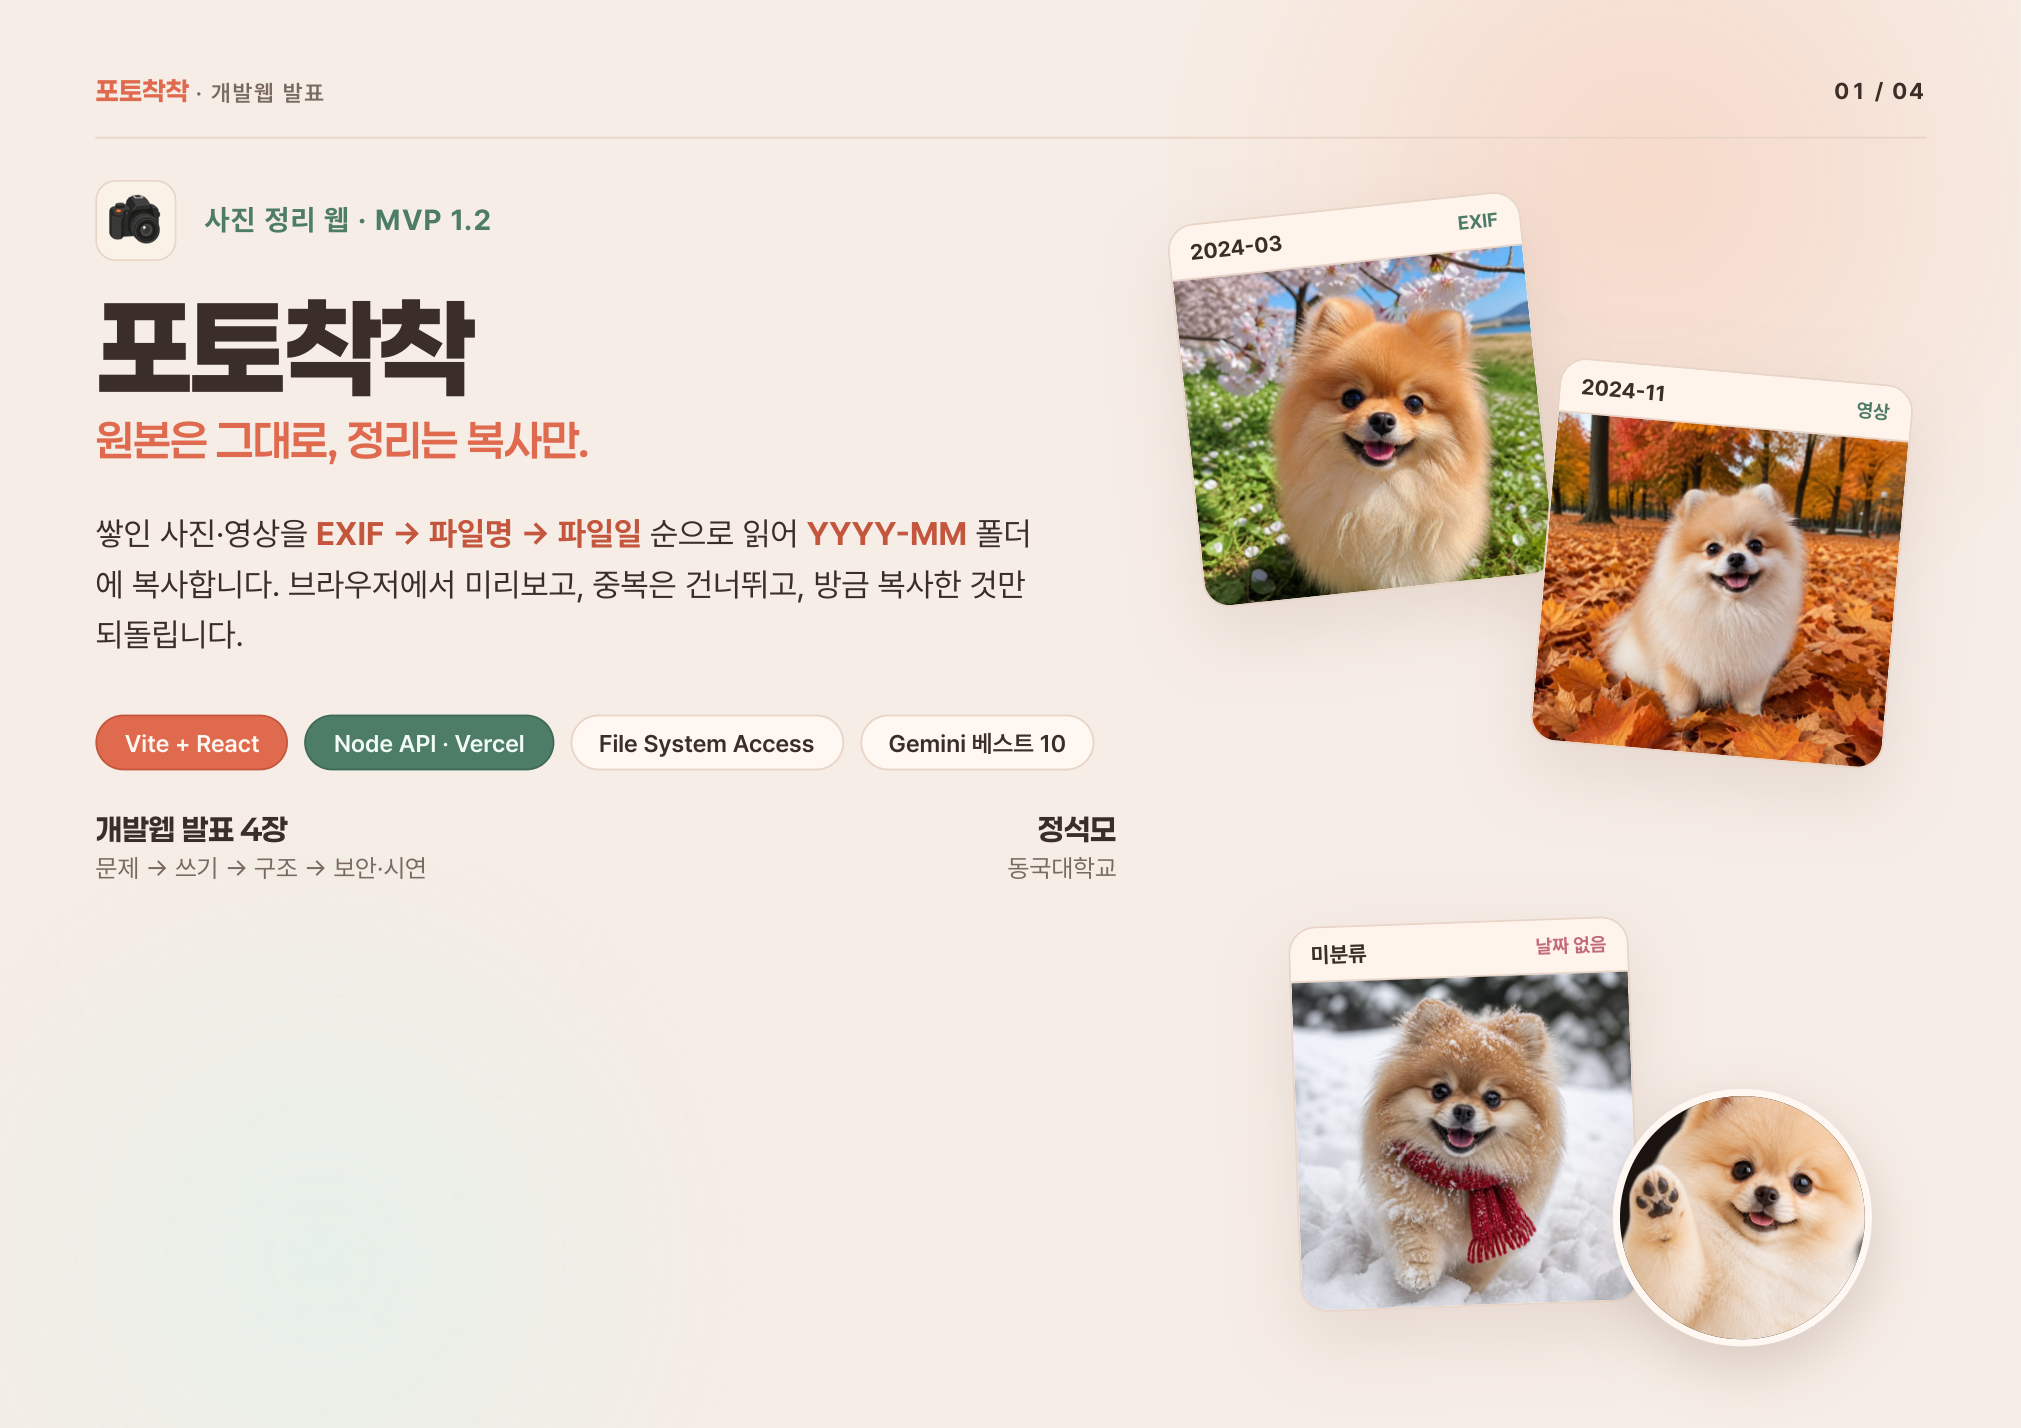 포토착착 · 개발웹 발표
01 / 04
사진 정리 웹 · MVP 1.2
포토착착
원본은 그대로, 정리는 복사만.
쌓인 사진·영상을 EXIF → 파일명 → 파일일 순으로 읽어 YYYY-MM 폴더
에 복사합니다. 브라우저에서 미리보고, 중복은 건너뛰고, 방금 복사한 것만
되돌립니다.
Vite + React
Node API · Vercel
File System Access
Gemini 베스트 10
개발웹 발표 4장
문제 → 쓰기 → 구조 → 보안·시연
정석모
동국대학교
2024-03
EXIF
2024-11
영상
미분류
날짜 없음